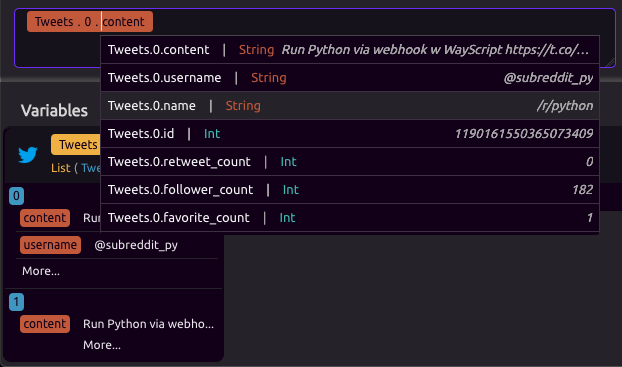 Tweets . 0 . content
Tweets.0.content | String Run Python via webhook w WayScript https://t.co/...
Tweets.0.username | String @subreddit_py
Tweets.0.name | String /r/python
Tweets.0.id | Int 1190161550365073409
Tweets.0.retweet_count | Int 0
Tweets.0.follower_count | Int 182
Tweets.0.favorite_count | Int 1
Variables
Tweets
List ( Twe
0
content Run
username @subreddit_py
More...
1
content Run Python via webho...
More...